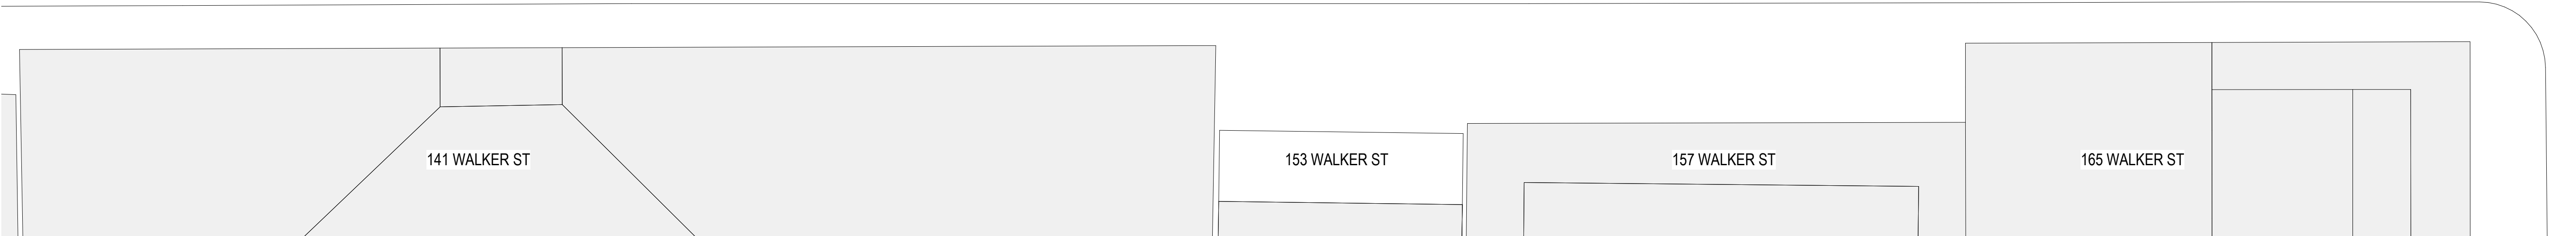 141 WALKER ST
153 WALKER ST
157 WALKER ST
165 WALKER ST